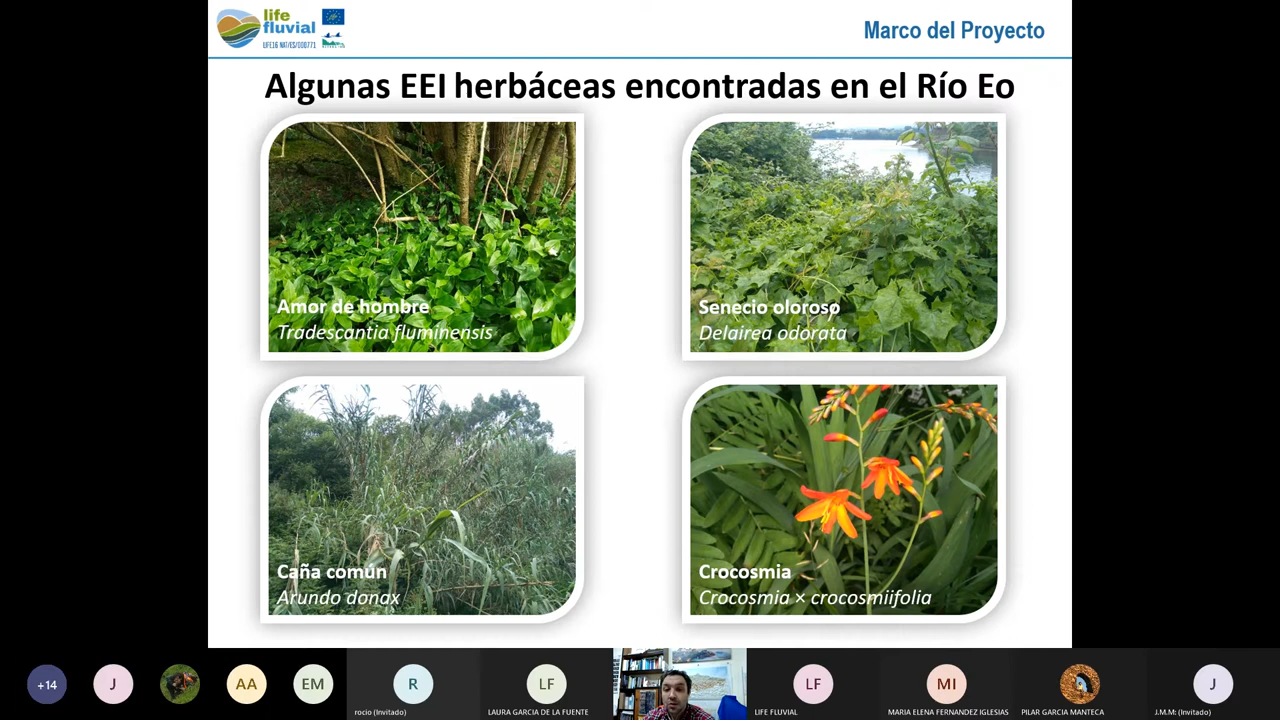 life
fluvial
LIFE16 NAT/ES/000771
Marco del Proyecto
Algunas EEI herbáceas encontradas en el Río Eo
Amor de hombre
Tradescantia fluminensis
Senecio oloroso
Delairea odorata
Caña común
Arundo donax
Crocosmia
Crocosmia × crocosmiifolia
+14
J
AA
EM
R
LF
LF
MI
J
rocio (Invitado)
LAURA GARCIA DE LA FUENTE
LIFE FLUVIAL
MARIA ELENA FERNANDEZ IGLESIAS
PILAR GARCIA MANTECA
J.M.M: (Invitado)